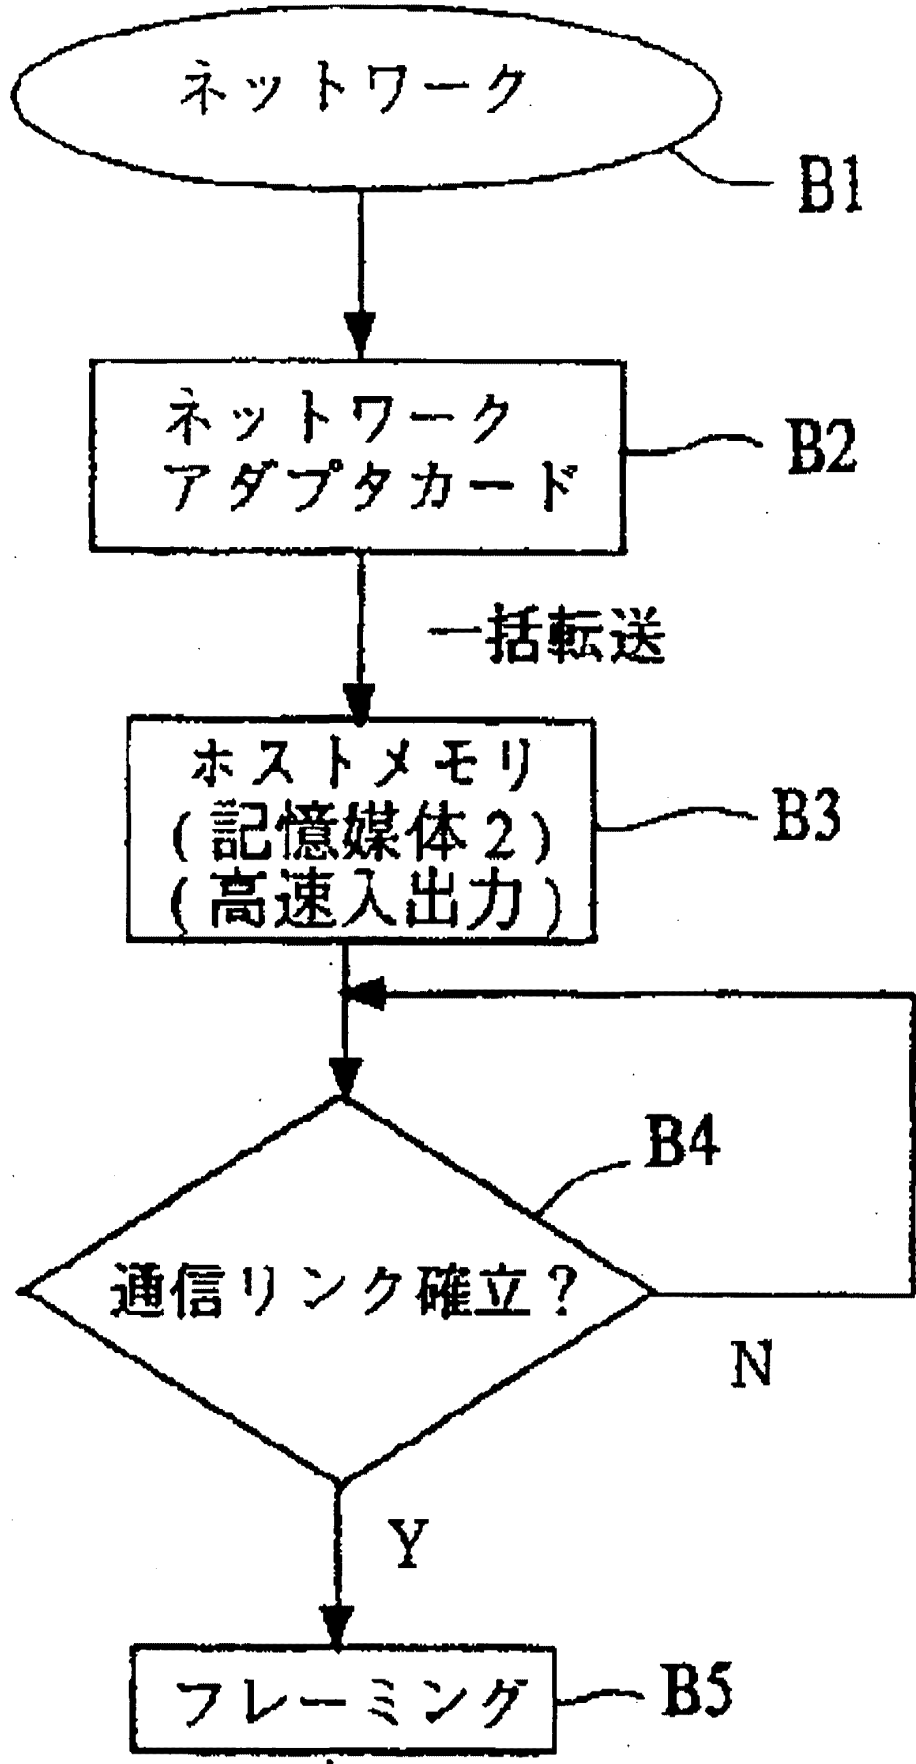 ネットワーク
B1
ネットワーク
アダプタカード
B2
一括転送
ホストメモリ
(記憶媒体2)
(高速入出力)
B3
B4
通信リンク確立?
N
Y
フレーミング
B5